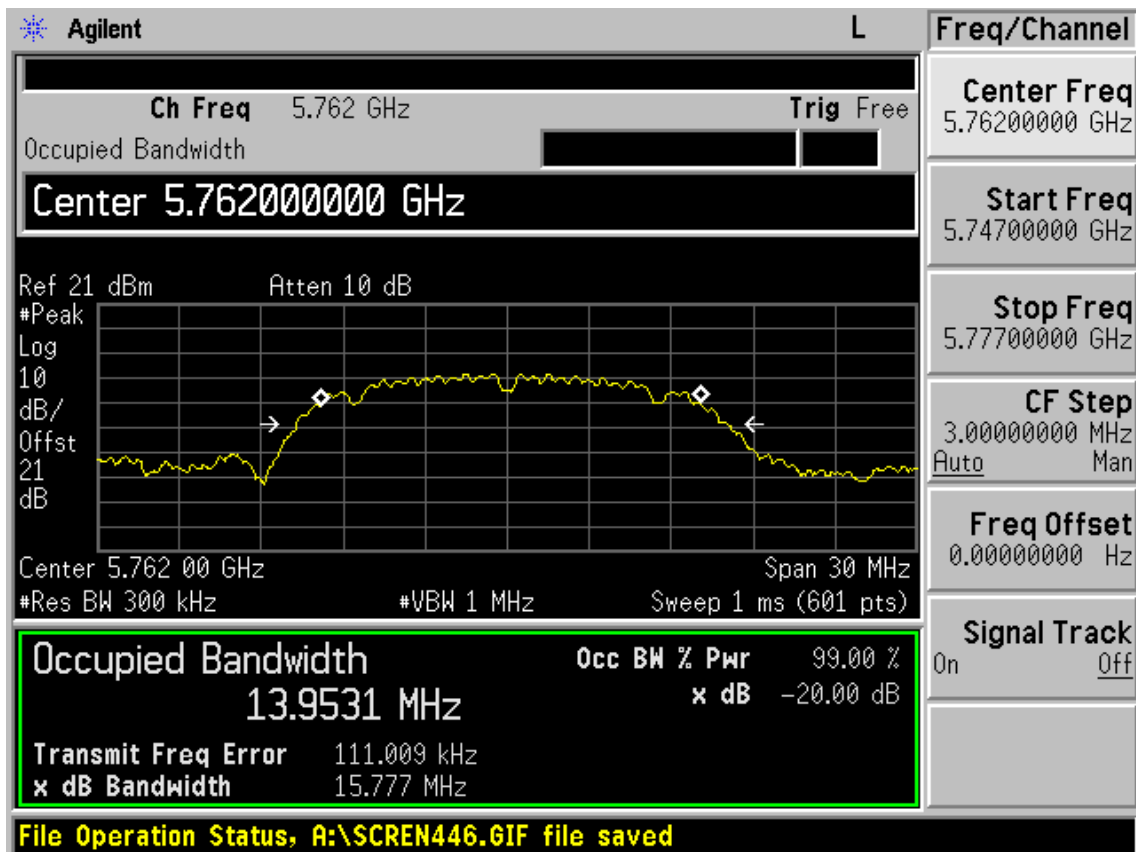 Agilent L
Ch Freq 5.762 GHz Trig Free
Occupied Bandwidth
Center 5.762000000 GHz
Ref 21 dBm Atten 10 dB
#Peak
Log
10
dB/
Offst
21
dB
Center 5.762 00 GHz Span 30 MHz
#Res BW 300 kHz #VBW 1 MHz Sweep 1 ms (601 pts)
Occupied Bandwidth
13.9531 MHz
Occ BW % Pwr 99.00 %
x dB -20.00 dB
Transmit Freq Error 111.009 kHz
x dB Bandwidth 15.777 MHz
File Operation Status, A:\SCREN446.GIF file saved
Freq/Channel
Center Freq
5.76200000 GHz
Start Freq
5.74700000 GHz
Stop Freq
5.77700000 GHz
CF Step
3.00000000 MHz
Auto Man
Freq Offset
0.00000000 Hz
Signal Track
On Off